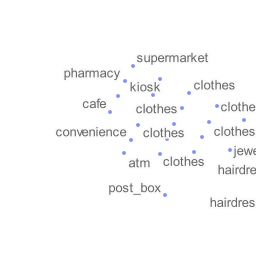 supermarket
pharmacy
kiosk
clothes
cafe
clothes
clothe
convenience
clothes
clothes
jewe
atm
clothes
hairdre
post_box
hairdres